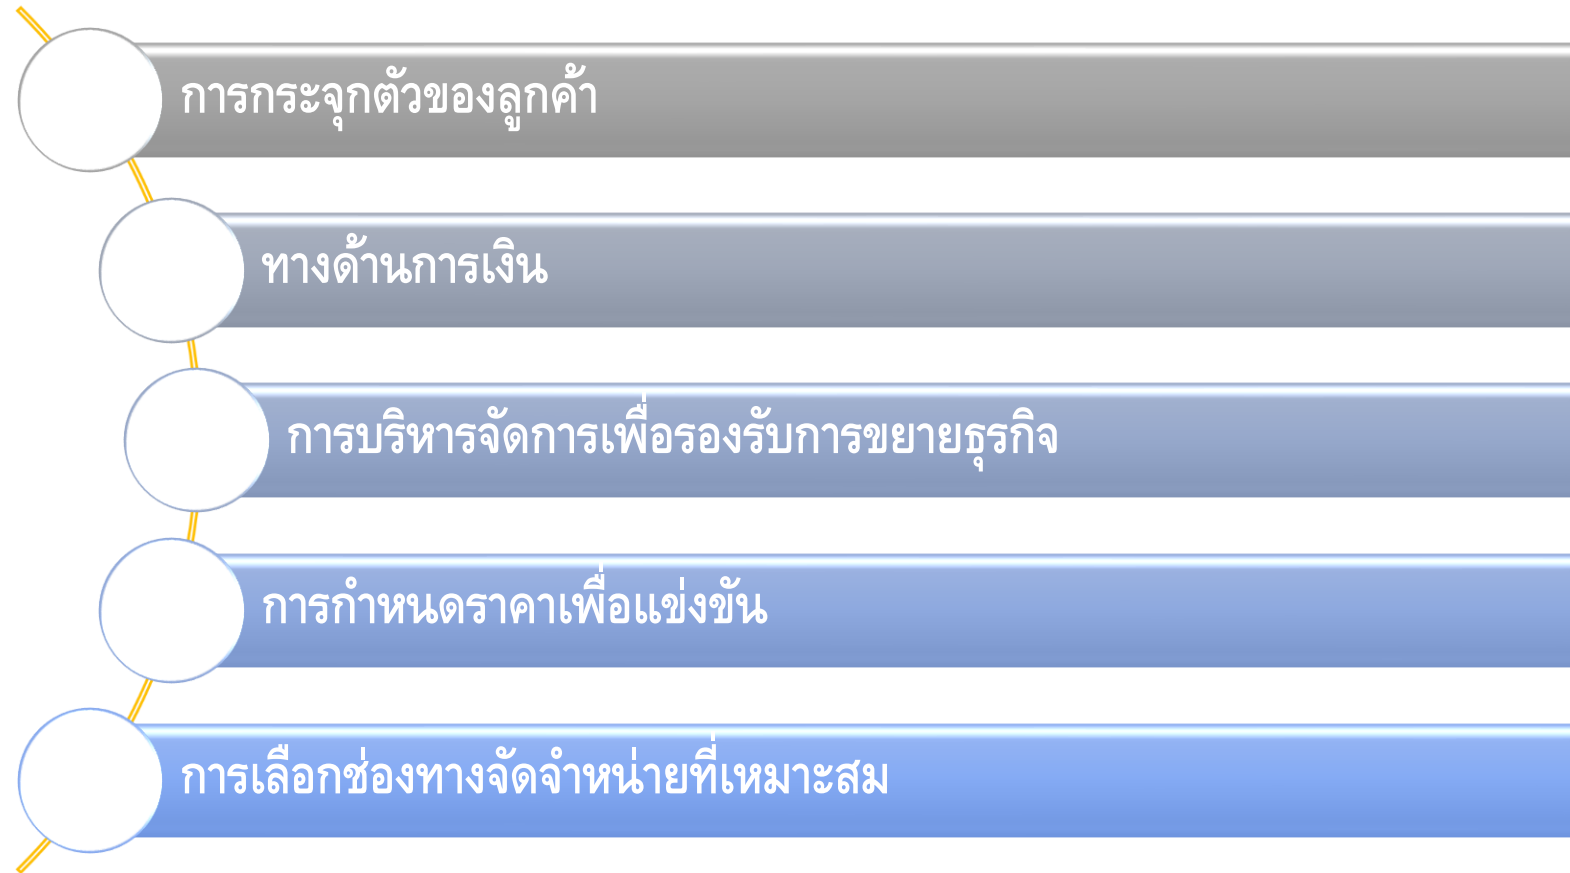 การกระจุกตัวของลูกค้า
ทางด้านการเงิน
การบริหารจัดการเพื่อรองรับการขยายธุรกิจ
การกำหนดราคาเพื่อแข่งขัน
การเลือกช่องทางจัดจำหน่ายที่เหมาะสม